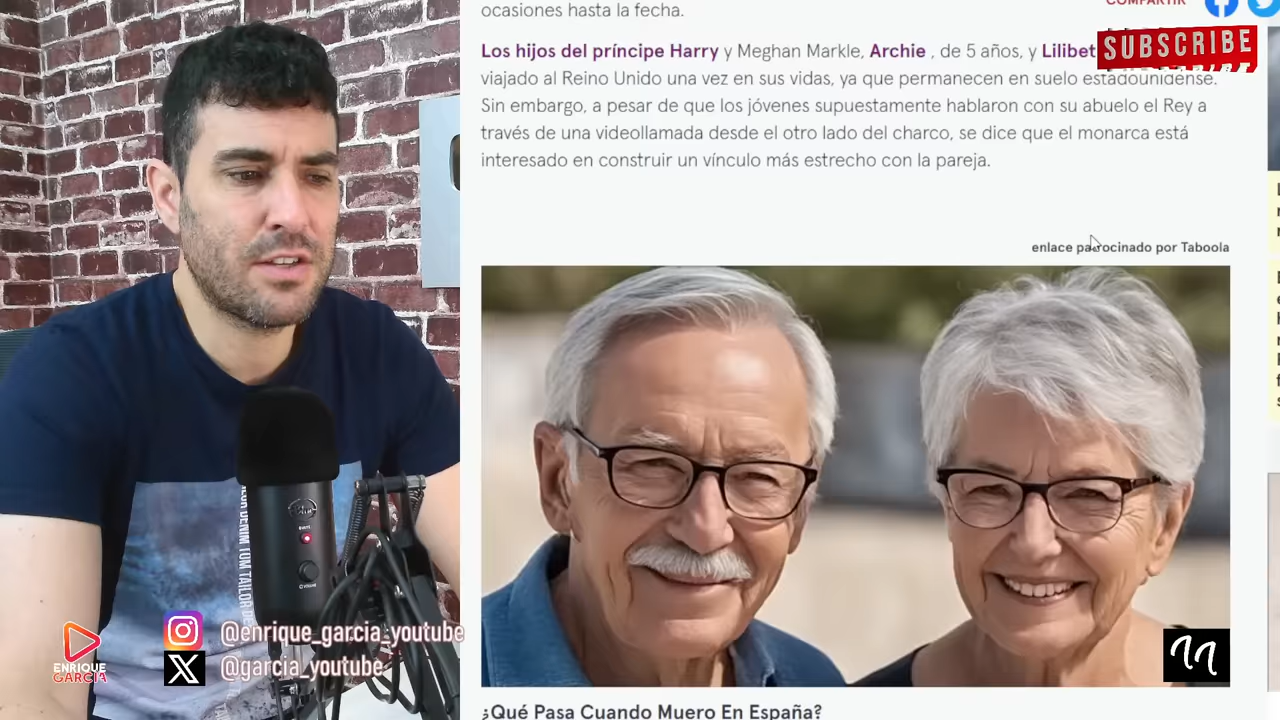 ocasiones hasta la fecha.
COMPARTIR
SUBSCRIBE
Los hijos del príncipe Harry y Meghan Markle, Archie , de 5 años, y Lilibet
viajado al Reino Unido una vez en sus vidas, ya que permanecen en suelo estadounidense.
Sin embargo, a pesar de que los jóvenes supuestamente hablaron con su abuelo el Rey a
través de una videollamada desde el otro lado del charco, se dice que el monarca está
interesado en construir un vínculo más estrecho con la pareja.
enlace patrocinado por Taboola
DENIM TOM TAILOR
ENRIQUE
GARCIA
@enrique_garcia_youtube
@garcia_youtube
¿Qué Pasa Cuando Muero En España?